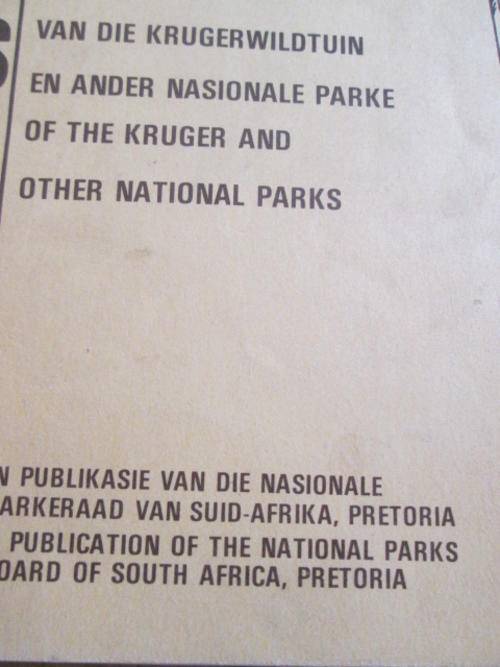 VAN DIE KRUGERWILDTUIN
EN ANDER NASIONALE PARKE
OF THE KRUGER AND
OTHER NATIONAL PARKS
N PUBLIKASIE VAN DIE NASIONALE
ARKERAAD VAN SUID-AFRIKA, PRETORIA
PUBLICATION OF THE NATIONAL PARKS
OARD OF SOUTH AFRICA, PRETORIA